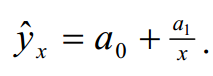 ŷₓ = a₀ + a₁/x .